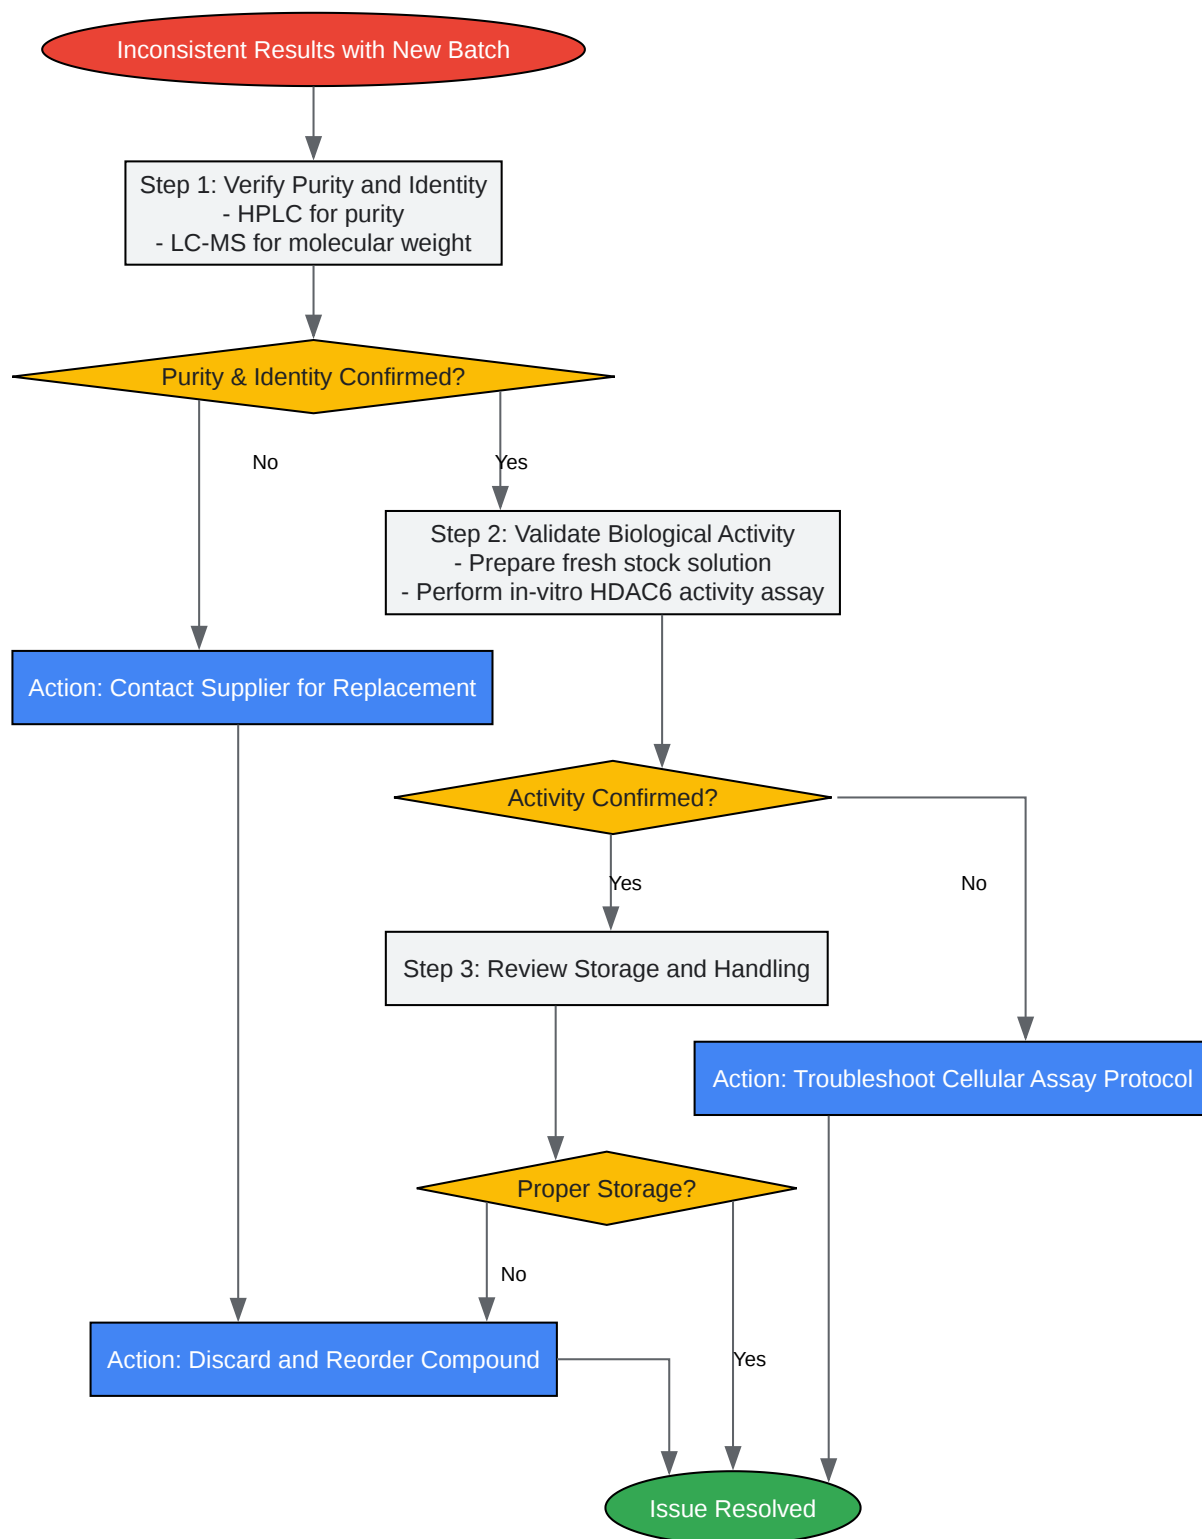 Inconsistent Results with New Batch
Step 1: Verify Purity and Identity
- HPLC for purity
- LC-MS for molecular weight
Purity & Identity Confirmed?
No
Yes
Step 2: Validate Biological Activity
- Prepare fresh stock solution
- Perform in-vitro HDAC6 activity assay
Action: Contact Supplier for Replacement
Activity Confirmed?
Yes
No
Step 3: Review Storage and Handling
Action: Troubleshoot Cellular Assay Protocol
Proper Storage?
No
Action: Discard and Reorder Compound
Yes
Issue Resolved